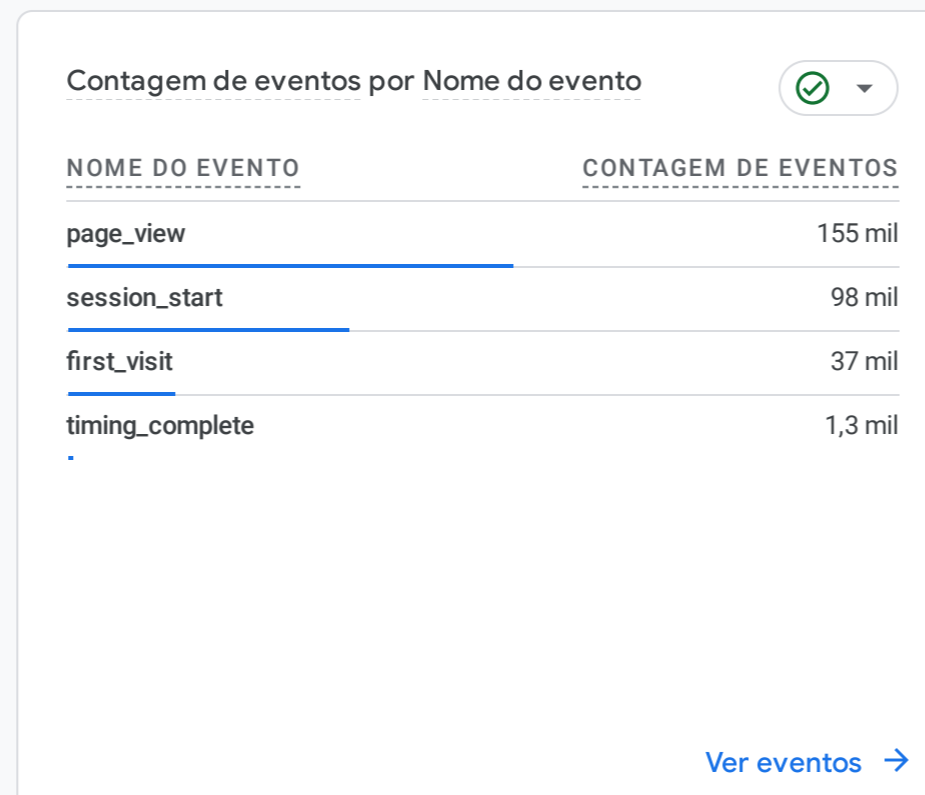 Contagem de eventos por Nome do evento
NOME DO EVENTO CONTAGEM DE EVENTOS
page_view 155 mil
session_start 98 mil
first_visit 37 mil
timing_complete 1,3 mil
Ver eventos